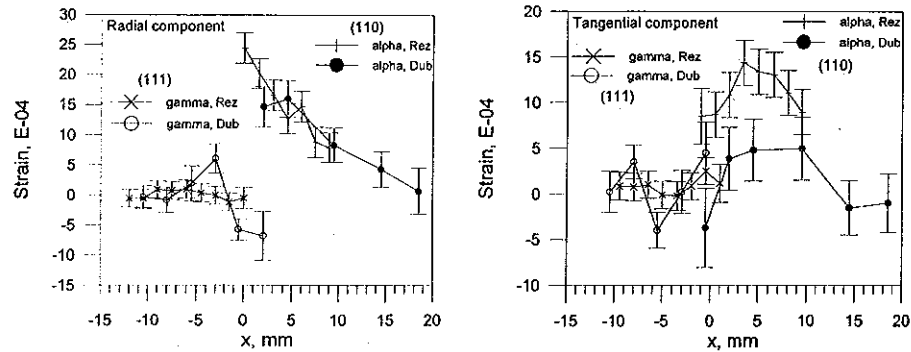 Radial component
(110)
alpha, Rez
alpha, Dub
(111)
gamma, Rez
gamma, Dub
Strain, E-04
30
25
20
15
10
5
0
-5
-10
-15
-15
-10
-5
0
5
10
15
20
x, mm
Tangential component
alpha, Rez
alpha, Dub
(110)
gamma, Rez
gamma, Dub
(111)
Strain, E-04
20
15
10
5
0
-5
-10
-15
-10
-5
0
5
10
15
20
x, mm